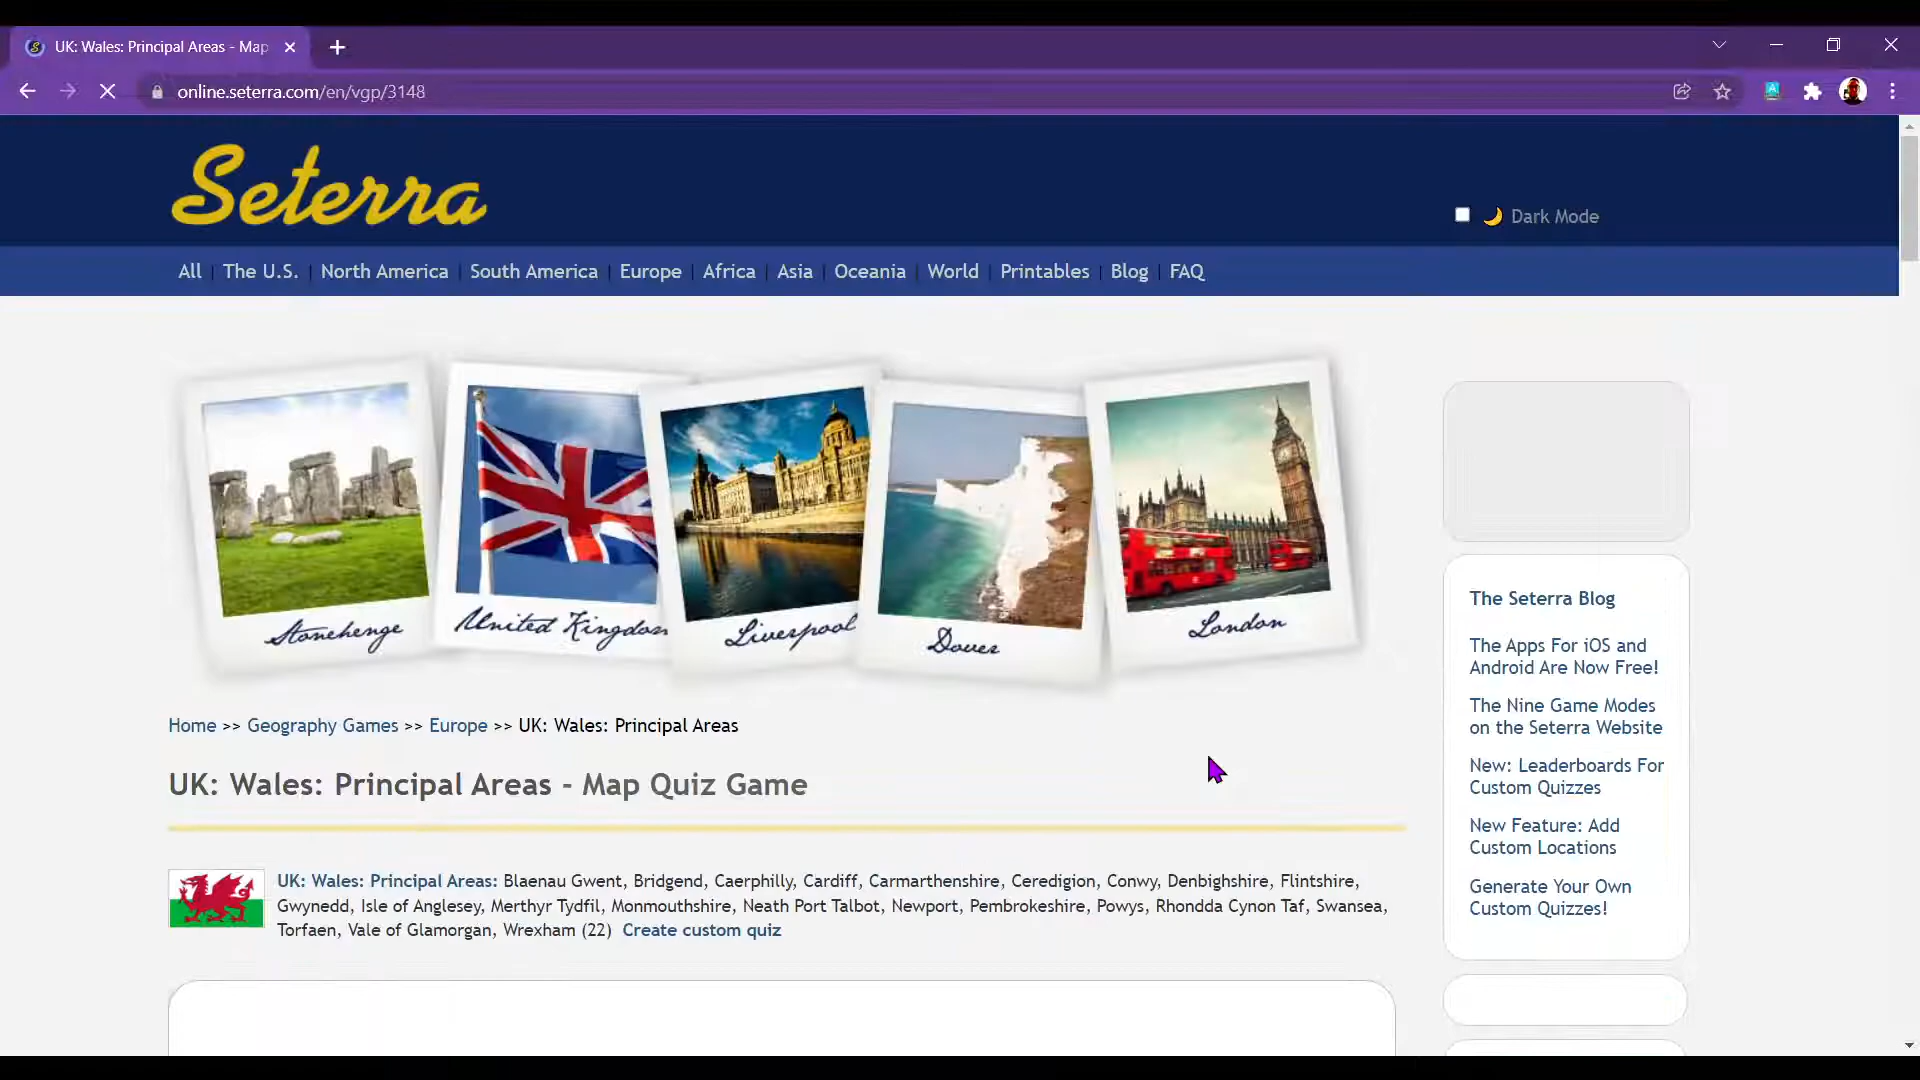 UK: Wales: Principal Areas - Map
online.seterra.com/en/vgp/3148
Seterra
🌙 Dark Mode
All | The U.S. | North America | South America | Europe | Africa | Asia | Oceania | World | Printables | Blog | FAQ
Stonehenge
United Kingdom
Liverpool
Dover
London
Home >> Geography Games >> Europe >> UK: Wales: Principal Areas
UK: Wales: Principal Areas - Map Quiz Game
UK: Wales: Principal Areas: Blaenau Gwent, Bridgend, Caerphilly, Cardiff, Carmarthenshire, Ceredigion, Conwy, Denbighshire, Flintshire,
Gwynedd, Isle of Anglesey, Merthyr Tydfil, Monmouthshire, Neath Port Talbot, Newport, Pembrokeshire, Powys, Rhondda Cynon Taf, Swansea,
Torfaen, Vale of Glamorgan, Wrexham (22) Create custom quiz
The Seterra Blog
The Apps For iOS and
Android Are Now Free!
The Nine Game Modes
on the Seterra Website
New: Leaderboards For
Custom Quizzes
New Feature: Add
Custom Locations
Generate Your Own
Custom Quizzes!